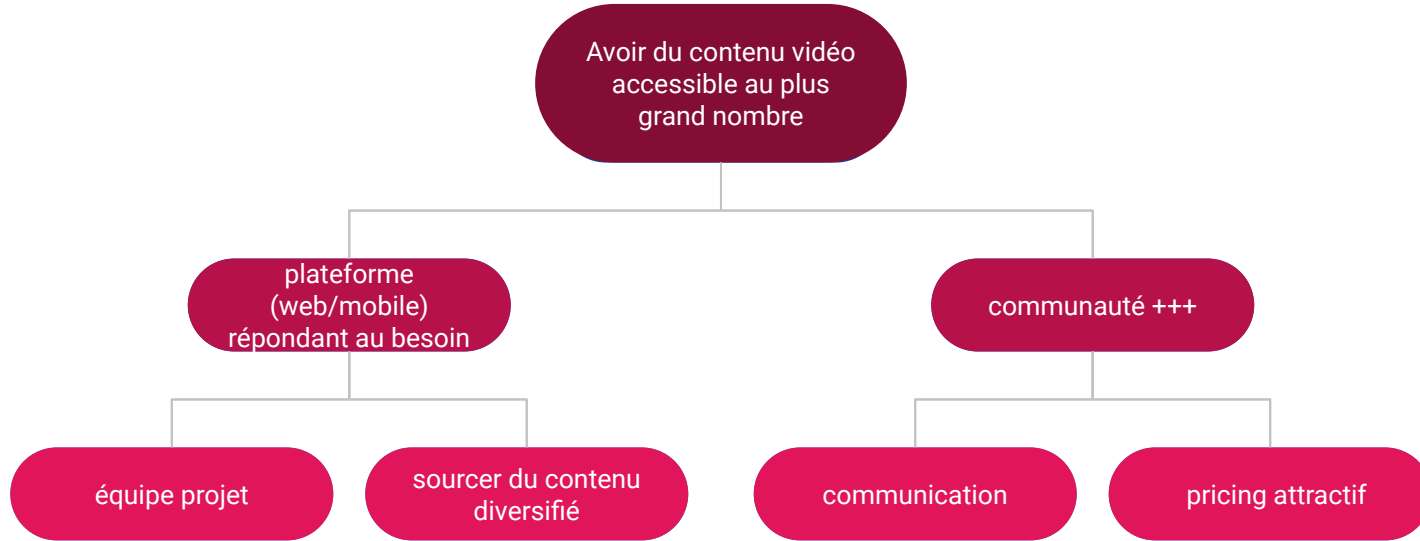 Avoir du contenu vidéo
accessible au plus
grand nombre
plateforme
(web/mobile)
répondant au besoin
communauté +++
équipe projet
sourcer du contenu
diversifié
communication
pricing attractif